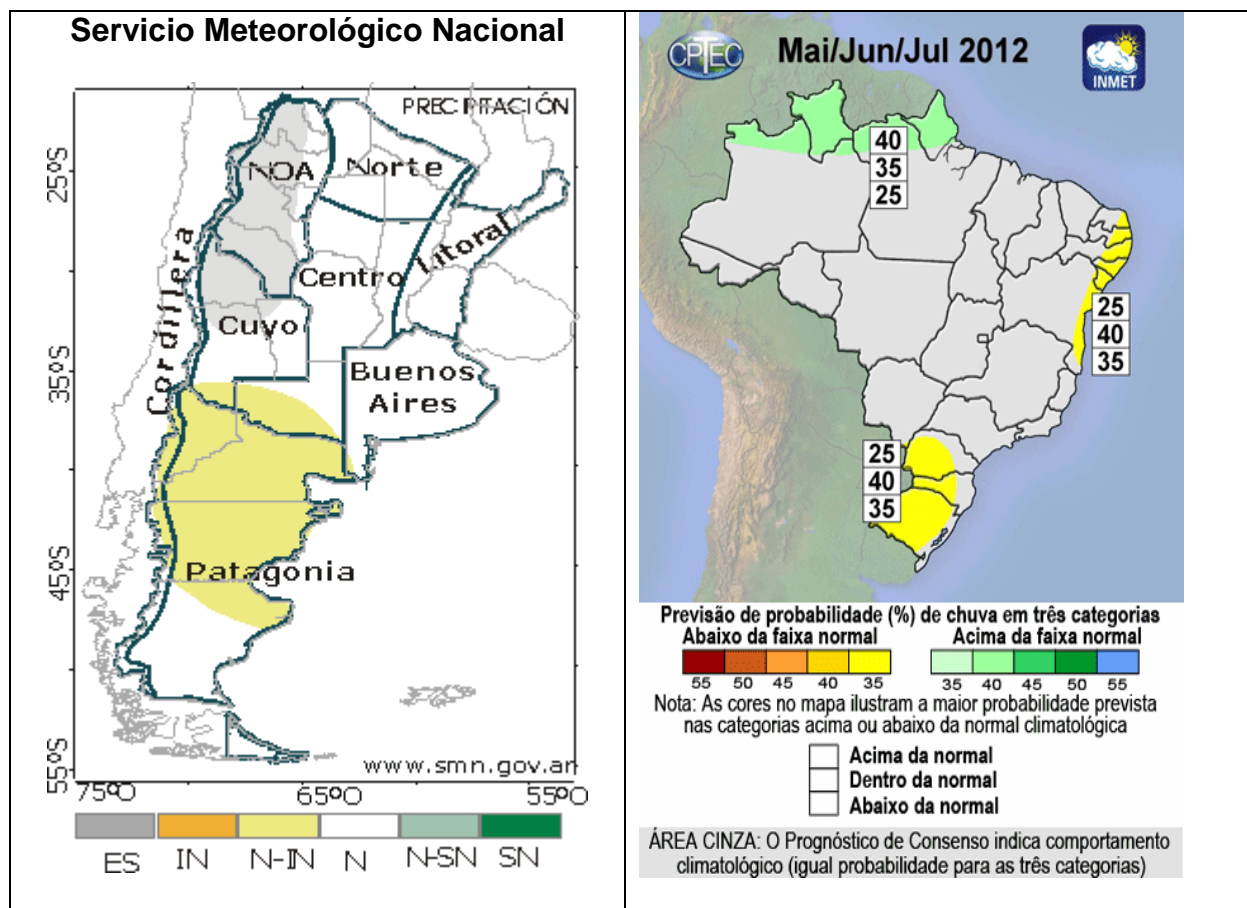 Servicio Meteorológico Nacional
PRECIPITACIÓN
NOA
Norte
Litoral
Centro
Cordillera
Cuyo
Buenos
Aires
Patagonia
25°S
35°S
45°S
55°S
www.smn.gov.ar
75ºO 65ºO 55ºO
ES IN N-IN N N-SN SN
CPTEC
Mai/Jun/Jul 2012
INMET
40
35
25
25
40
35
25
40
35
Previsão de probabilidade (%) de chuva em três categorias
Abaixo da faixa normal Acima da faixa normal
55 50 45 40 35 35 40 45 50 55
Nota: As cores no mapa ilustram a maior probabilidade prevista
nas categorias acima ou abaixo da normal climatológica
Acima da normal
Dentro da normal
Abaixo da normal
ÁREA CINZA: O Prognóstico de Consenso indica comportamento
climatológico (igual probabilidade para as três categorias)